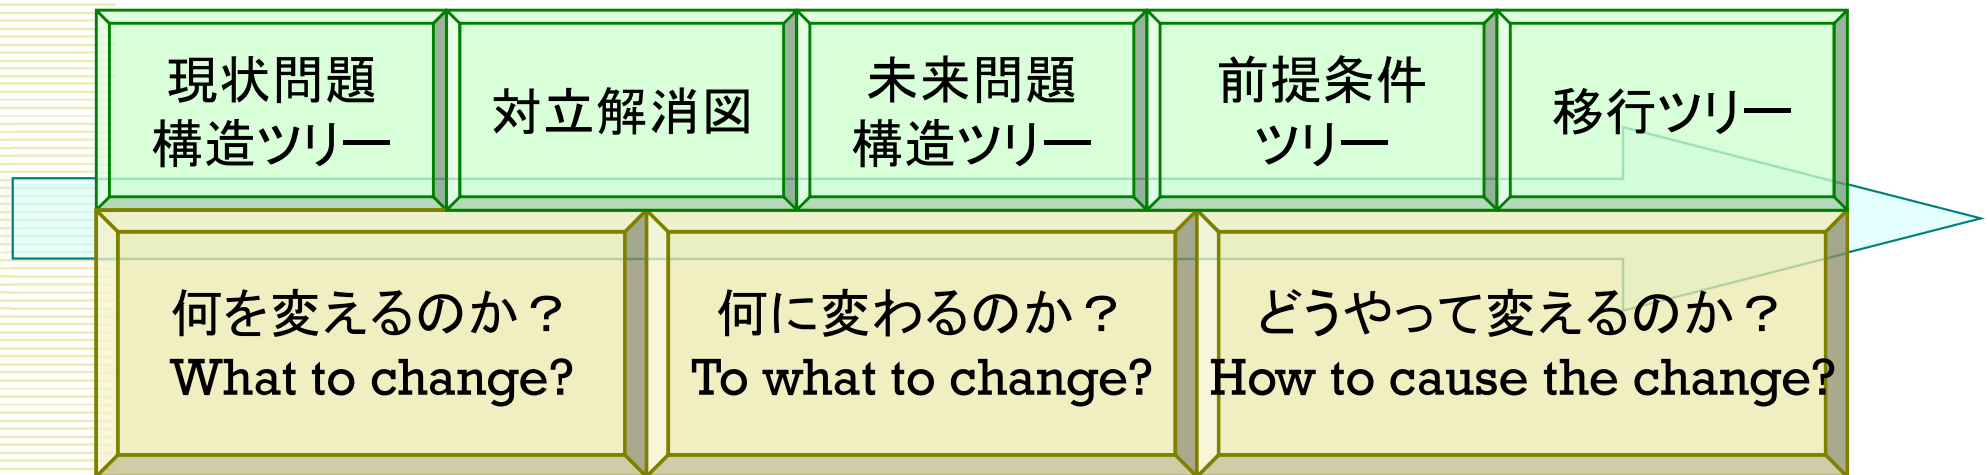 現状問題
構造ツリー
対立解消図
未来問題
構造ツリー
前提条件
ツリー
移行ツリー
何を変えるのか？
What to change?
何に変わるのか？
To what to change?
どうやって変えるのか？
How to cause the change?